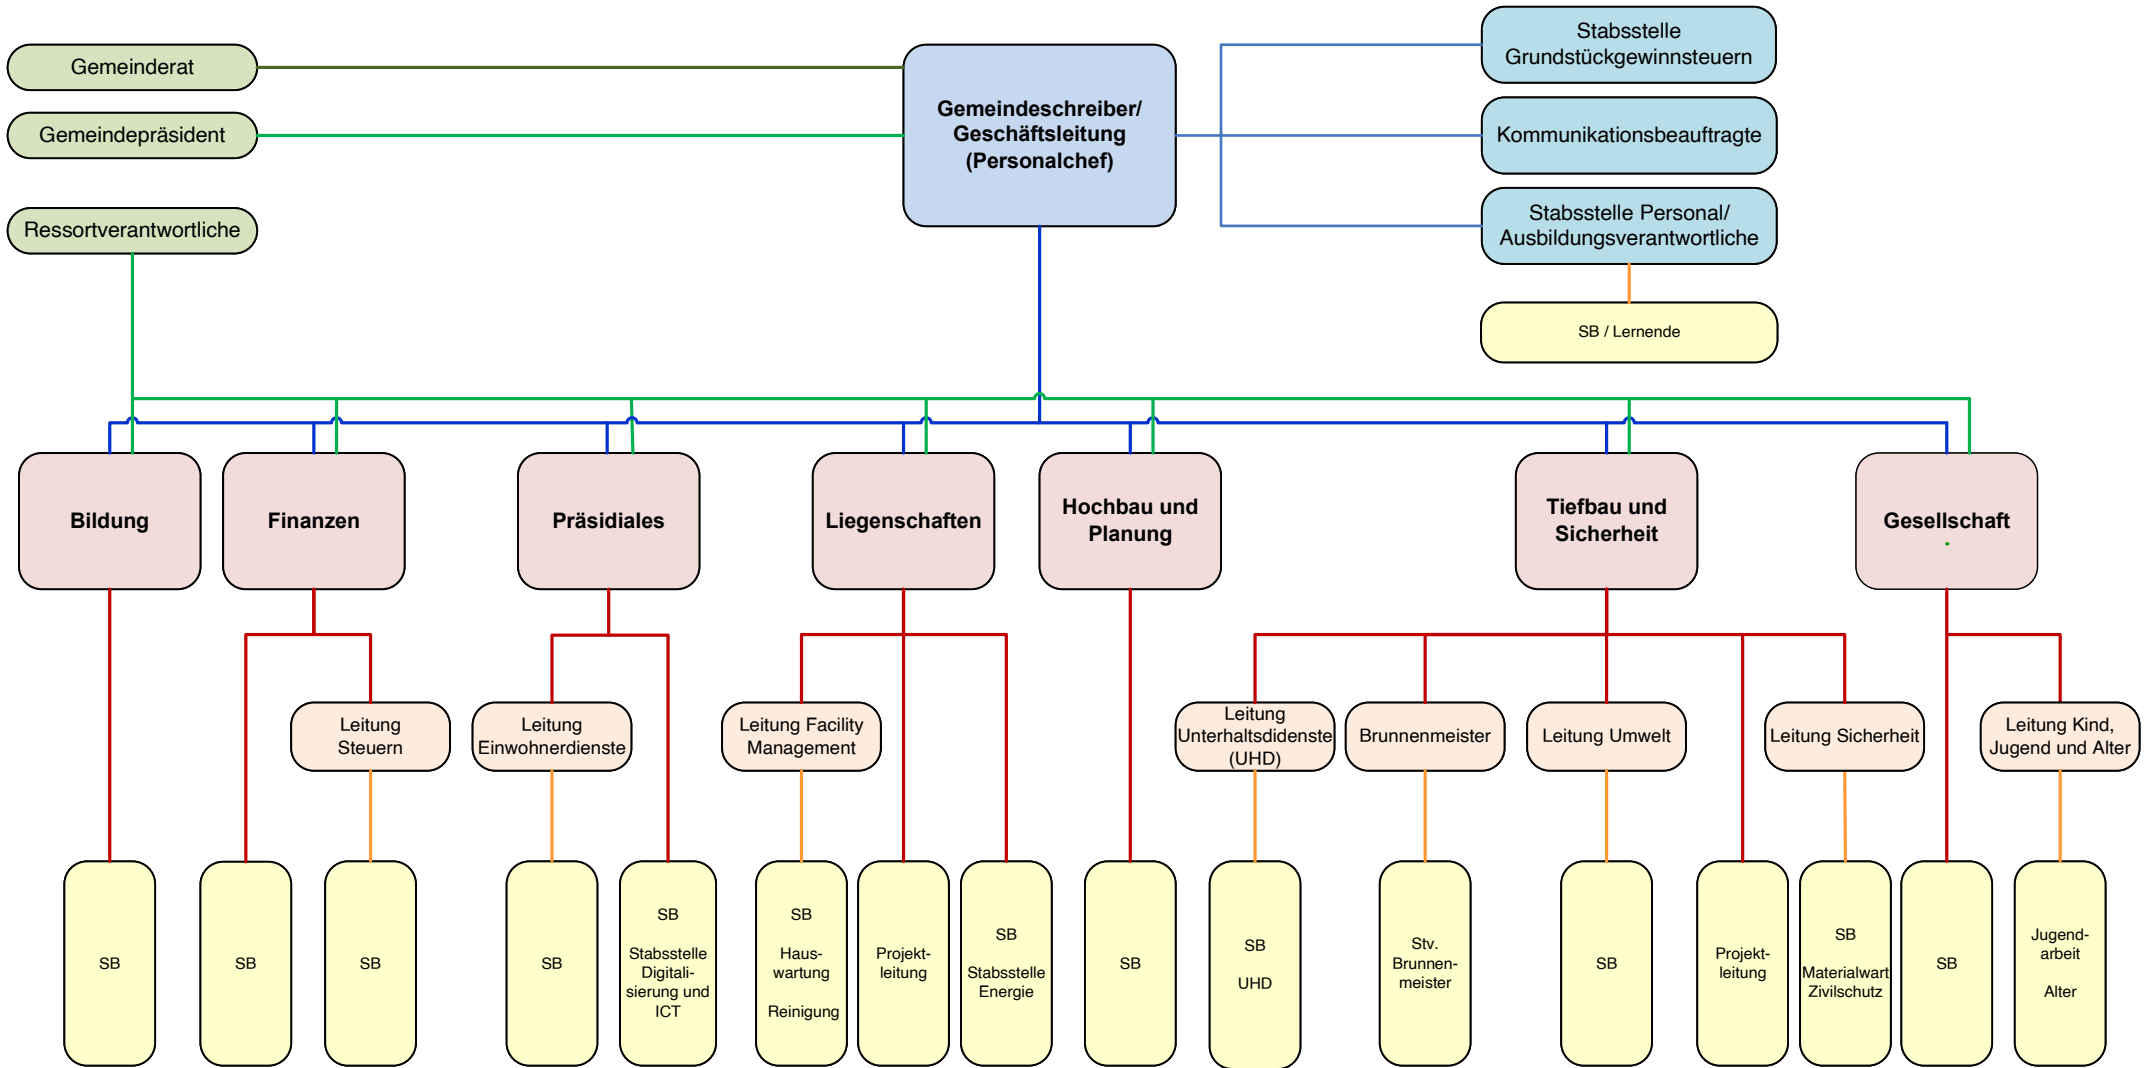 Gemeinderat
Gemeindepräsident
Ressortverantwortliche
Gemeindeschreiber/
Geschäftsleitung
(Personalchef)
Stabsstelle
Grundstückgewinnsteuern
Kommunikationsbeauftragte
Stabsstelle Personal/
Ausbildungsverantwortliche
SB / Lernende
Bildung
Finanzen
Präsidiales
Liegenschaften
Hochbau und
Planung
Tiefbau und
Sicherheit
Gesellschaft
Leitung
Steuern
Leitung
Einwohnerdienste
Leitung Facility
Management
Leitung
Unterhaltsdidenste
(UHD)
Brunnenmeister
Leitung Umwelt
Leitung Sicherheit
Leitung Kind,
Jugend und Alter
SB
SB
SB
SB
SB
Stabsstelle
Digitali-
sierung und
ICT
SB
Haus-
wartung
Reinigung
Projekt-
leitung
SB
Stabsstelle
Energie
SB
SB
UHD
Stv.
Brunnen-
meister
SB
Projekt-
leitung
SB
Materialwart
Zivilschutz
SB
Jugend-
arbeit
Alter